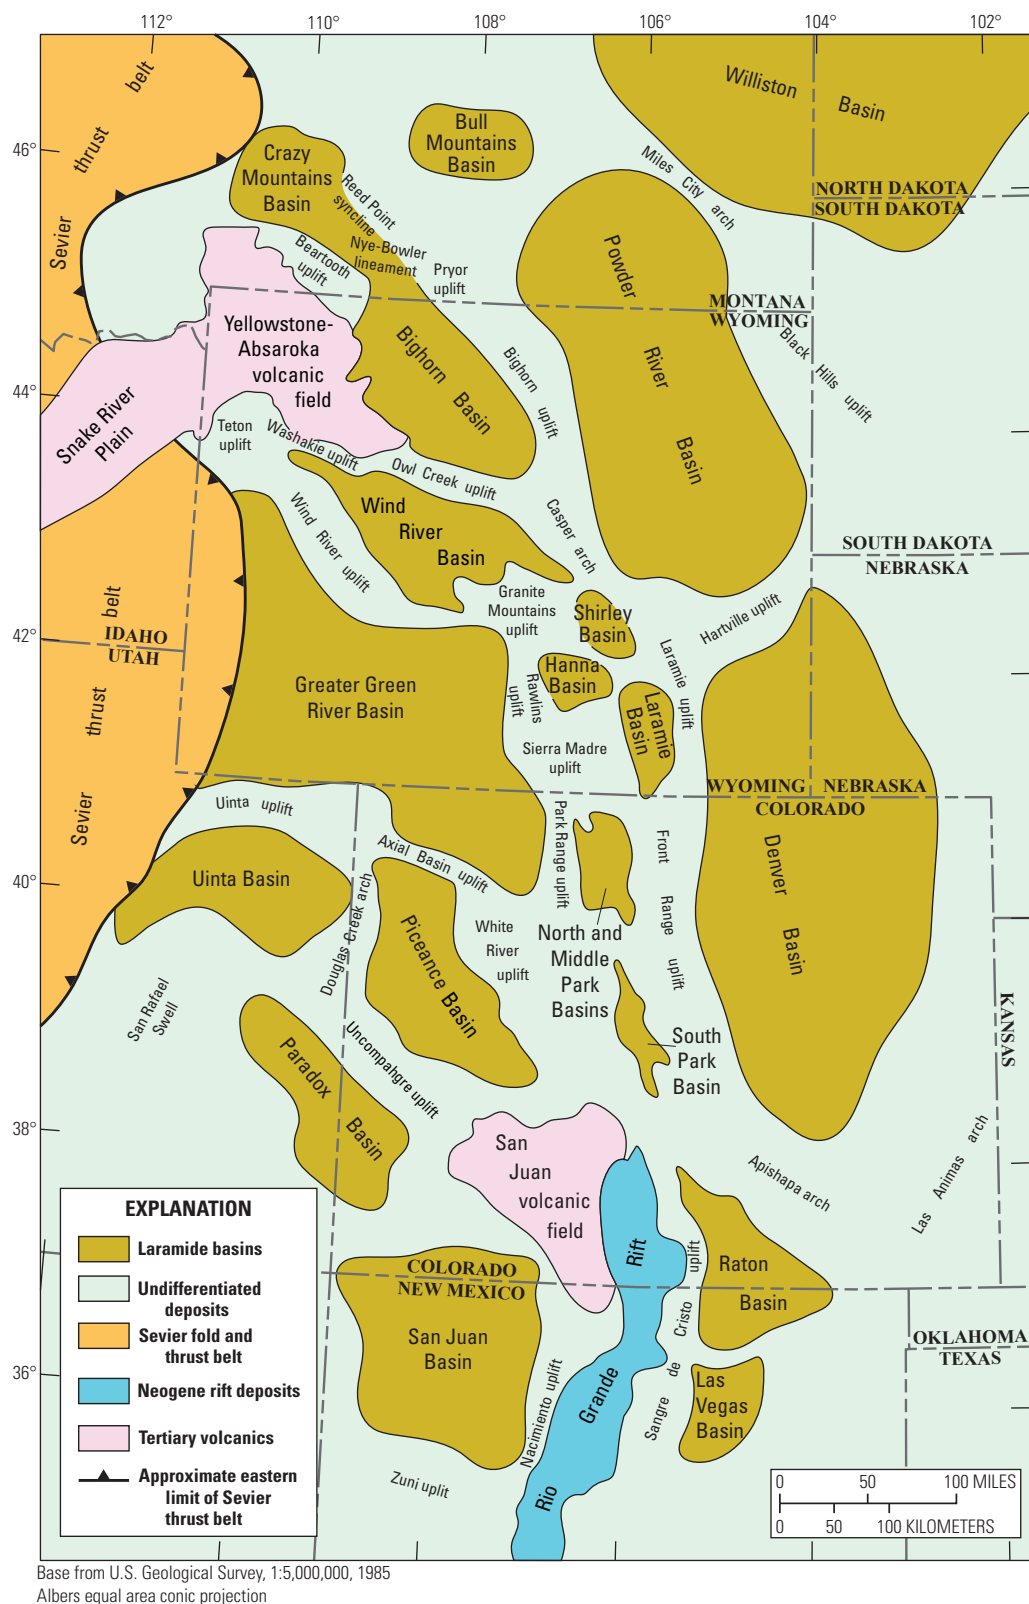 112°
110°
108°
106°
104°
102°
46°
44°
42°
40°
38°
36°
Sevier
thrust
belt
Williston
Basin
Bull
Mountains
Basin
Crazy
Mountains
Basin
Reed Point
syncline
Miles City arch
NORTH DAKOTA
SOUTH DAKOTA
Nye-Bowler
lineament
Beartooth
uplift
Pryor
uplift
Powder
River
Basin
MONTANA
WYOMING
Yellowstone-
Absaroka
volcanic
field
Bighorn
Basin
Bighorn uplift
Black Hills uplift
Snake River
Plain
Teton
uplift
Washakie uplift
Owl Creek uplift
Wind
River
Basin
Wind River uplift
Casper arch
SOUTH DAKOTA
NEBRASKA
Granite
Mountains
uplift
Shirley
Basin
Hartville uplift
Sevier
thrust
belt
IDAHO
UTAH
Greater Green
River Basin
Rawlins
uplift
Hanna
Basin
Laramie
Basin
Laramie uplift
Sierra Madre
uplift
WYOMING
NEBRASKA
COLORADO
Uinta uplift
Axial Basin uplift
Park Range uplift
Front Range uplift
Denver
Basin
Uinta Basin
Douglas Creek arch
Piceance Basin
White
River
uplift
North and
Middle
Park
Basins
San Rafael
Swell
South
Park
Basin
KANSAS
Paradox
Basin
Uncompahgre uplift
San
Juan
volcanic
field
Apishapa arch
Las Animas arch
Rio Grande Rift
Sangre de Cristo uplift
Raton
Basin
COLORADO
NEW MEXICO
San Juan
Basin
OKLAHOMA
TEXAS
Las
Vegas
Basin
Nacimiento uplift
Zuni uplit
EXPLANATION
Laramide basins
Undifferentiated
deposits
Sevier fold and
thrust belt
Neogene rift deposits
Tertiary volcanics
Approximate eastern
limit of Sevier
thrust belt
0 50 100 MILES
0 50 100 KILOMETERS
Base from U.S. Geological Survey, 1:5,000,000, 1985
Albers equal area conic projection